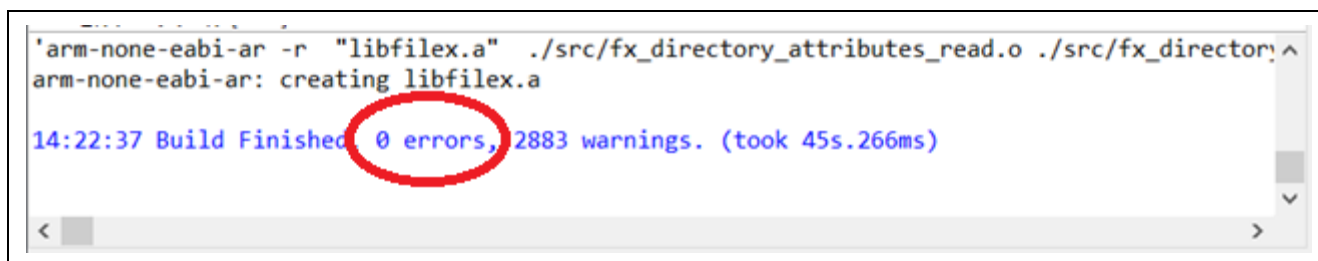 'arm-none-eabi-ar -r "libfilex.a" ./src/fx_directory_attributes_read.o ./src/fx_director
arm-none-eabi-ar: creating libfilex.a
14:22:37 Build Finished. 0 errors, 2883 warnings. (took 45s.266ms)